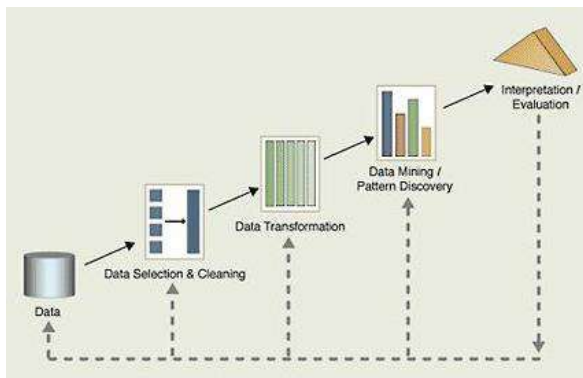 Data
Data Selection & Cleaning
Data Transformation
Data Mining /
Pattern Discovery
Interpretation /
Evaluation